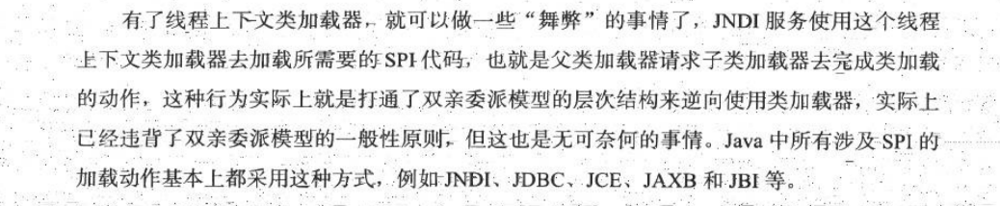 有了线程上下文类加载器，就可以做一些“舞弊”的事情了，JNDI 服务使用这个线程
上下文类加载器去加载所需要的 SPI 代码，也就是父类加载器请求子类加载器去完成类加载
的动作，这种行为实际上就是打通了双亲委派模型的层次结构来逆向使用类加载器，实际上
已经违背了双亲委派模型的一般性原则，但这也是无可奈何的事情。Java 中所有涉及 SPI 的
加载动作基本上都采用这种方式，例如 JNDI、JDBC、JCE、JAXB 和 JBI 等。